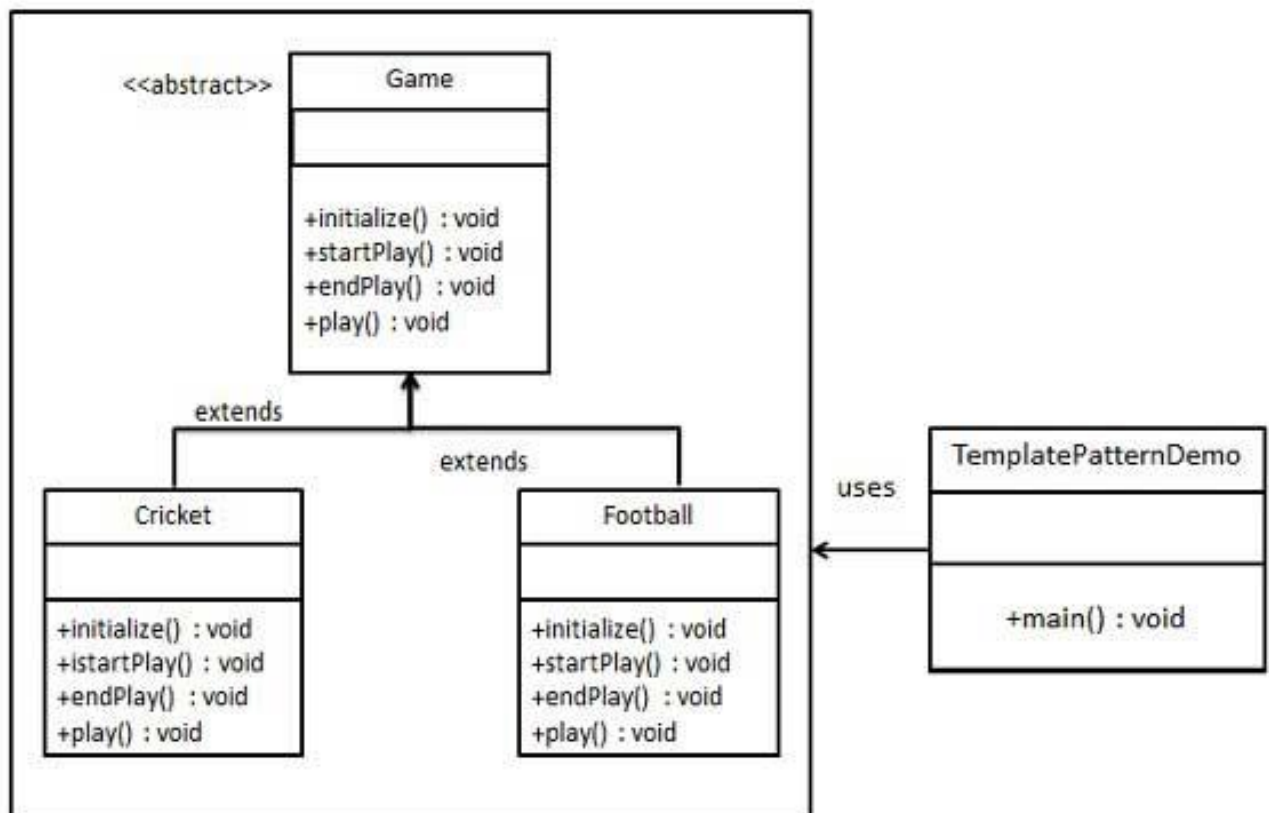 <<abstract>>
Game
+initialize() : void
+startPlay() : void
+endPlay() : void
+play() : void
extends
extends
Cricket
+initialize() : void
+istartPlay() : void
+endPlay() : void
+play() : void
Football
+initialize() : void
+startPlay() : void
+endPlay() : void
+play() : void
uses
TemplatePatternDemo
+main() : void